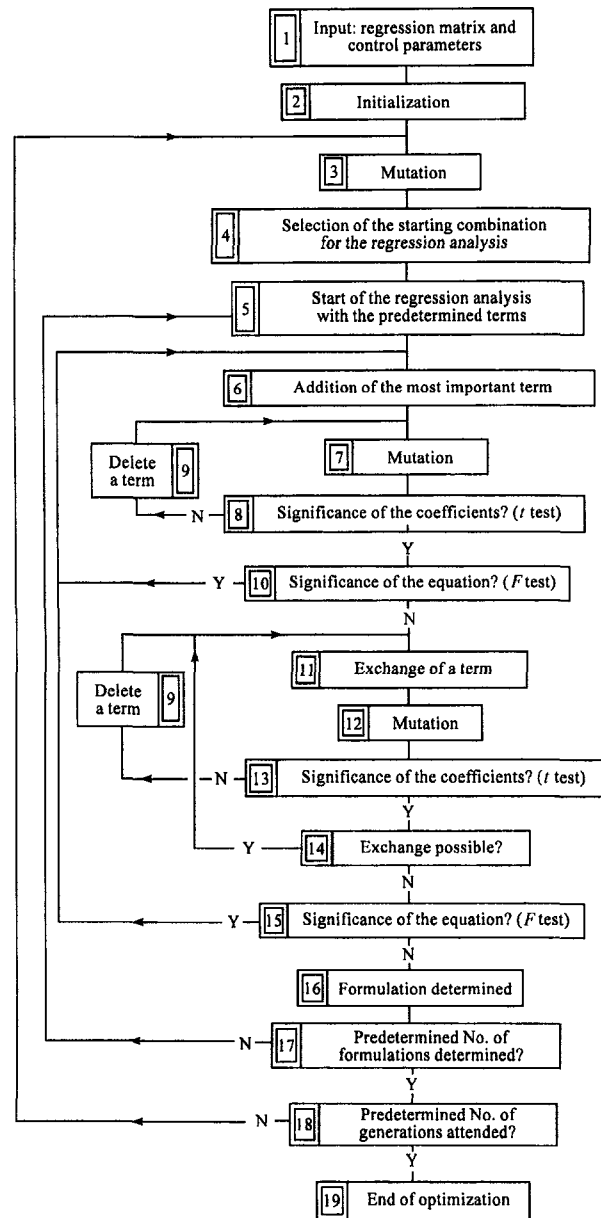 1 Input: regression matrix and
control parameters
2 Initialization
3 Mutation
4 Selection of the starting combination
for the regression analysis
5 Start of the regression analysis
with the predetermined terms
6 Addition of the most important term
Delete
a term 9
7 Mutation
N 8 Significance of the coefficients? (t test)
Y
Y 10 Significance of the equation? (F test)
N
11 Exchange of a term
Delete
a term 9
12 Mutation
N 13 Significance of the coefficients? (t test)
Y
Y 14 Exchange possible?
N
Y 15 Significance of the equation? (F test)
N
16 Formulation determined
N 17 Predetermined No. of
formulations determined?
Y
N 18 Predetermined No. of
generations attended?
Y
19 End of optimization